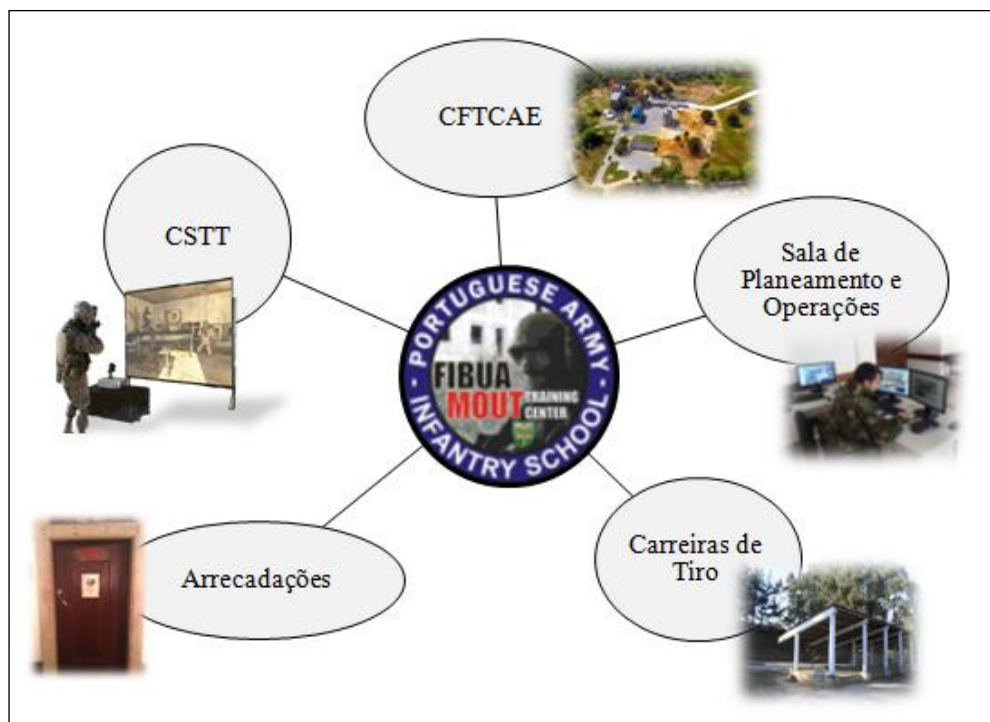 CFTCAE
CSTT
Sala de
Planeamento e
Operações
PORTUGUESE ARMY
FIBUA
MOUT
TRAINING
CENTER
INFANTRY SCHOOL
Arrecadações
Carreiras de
Tiro